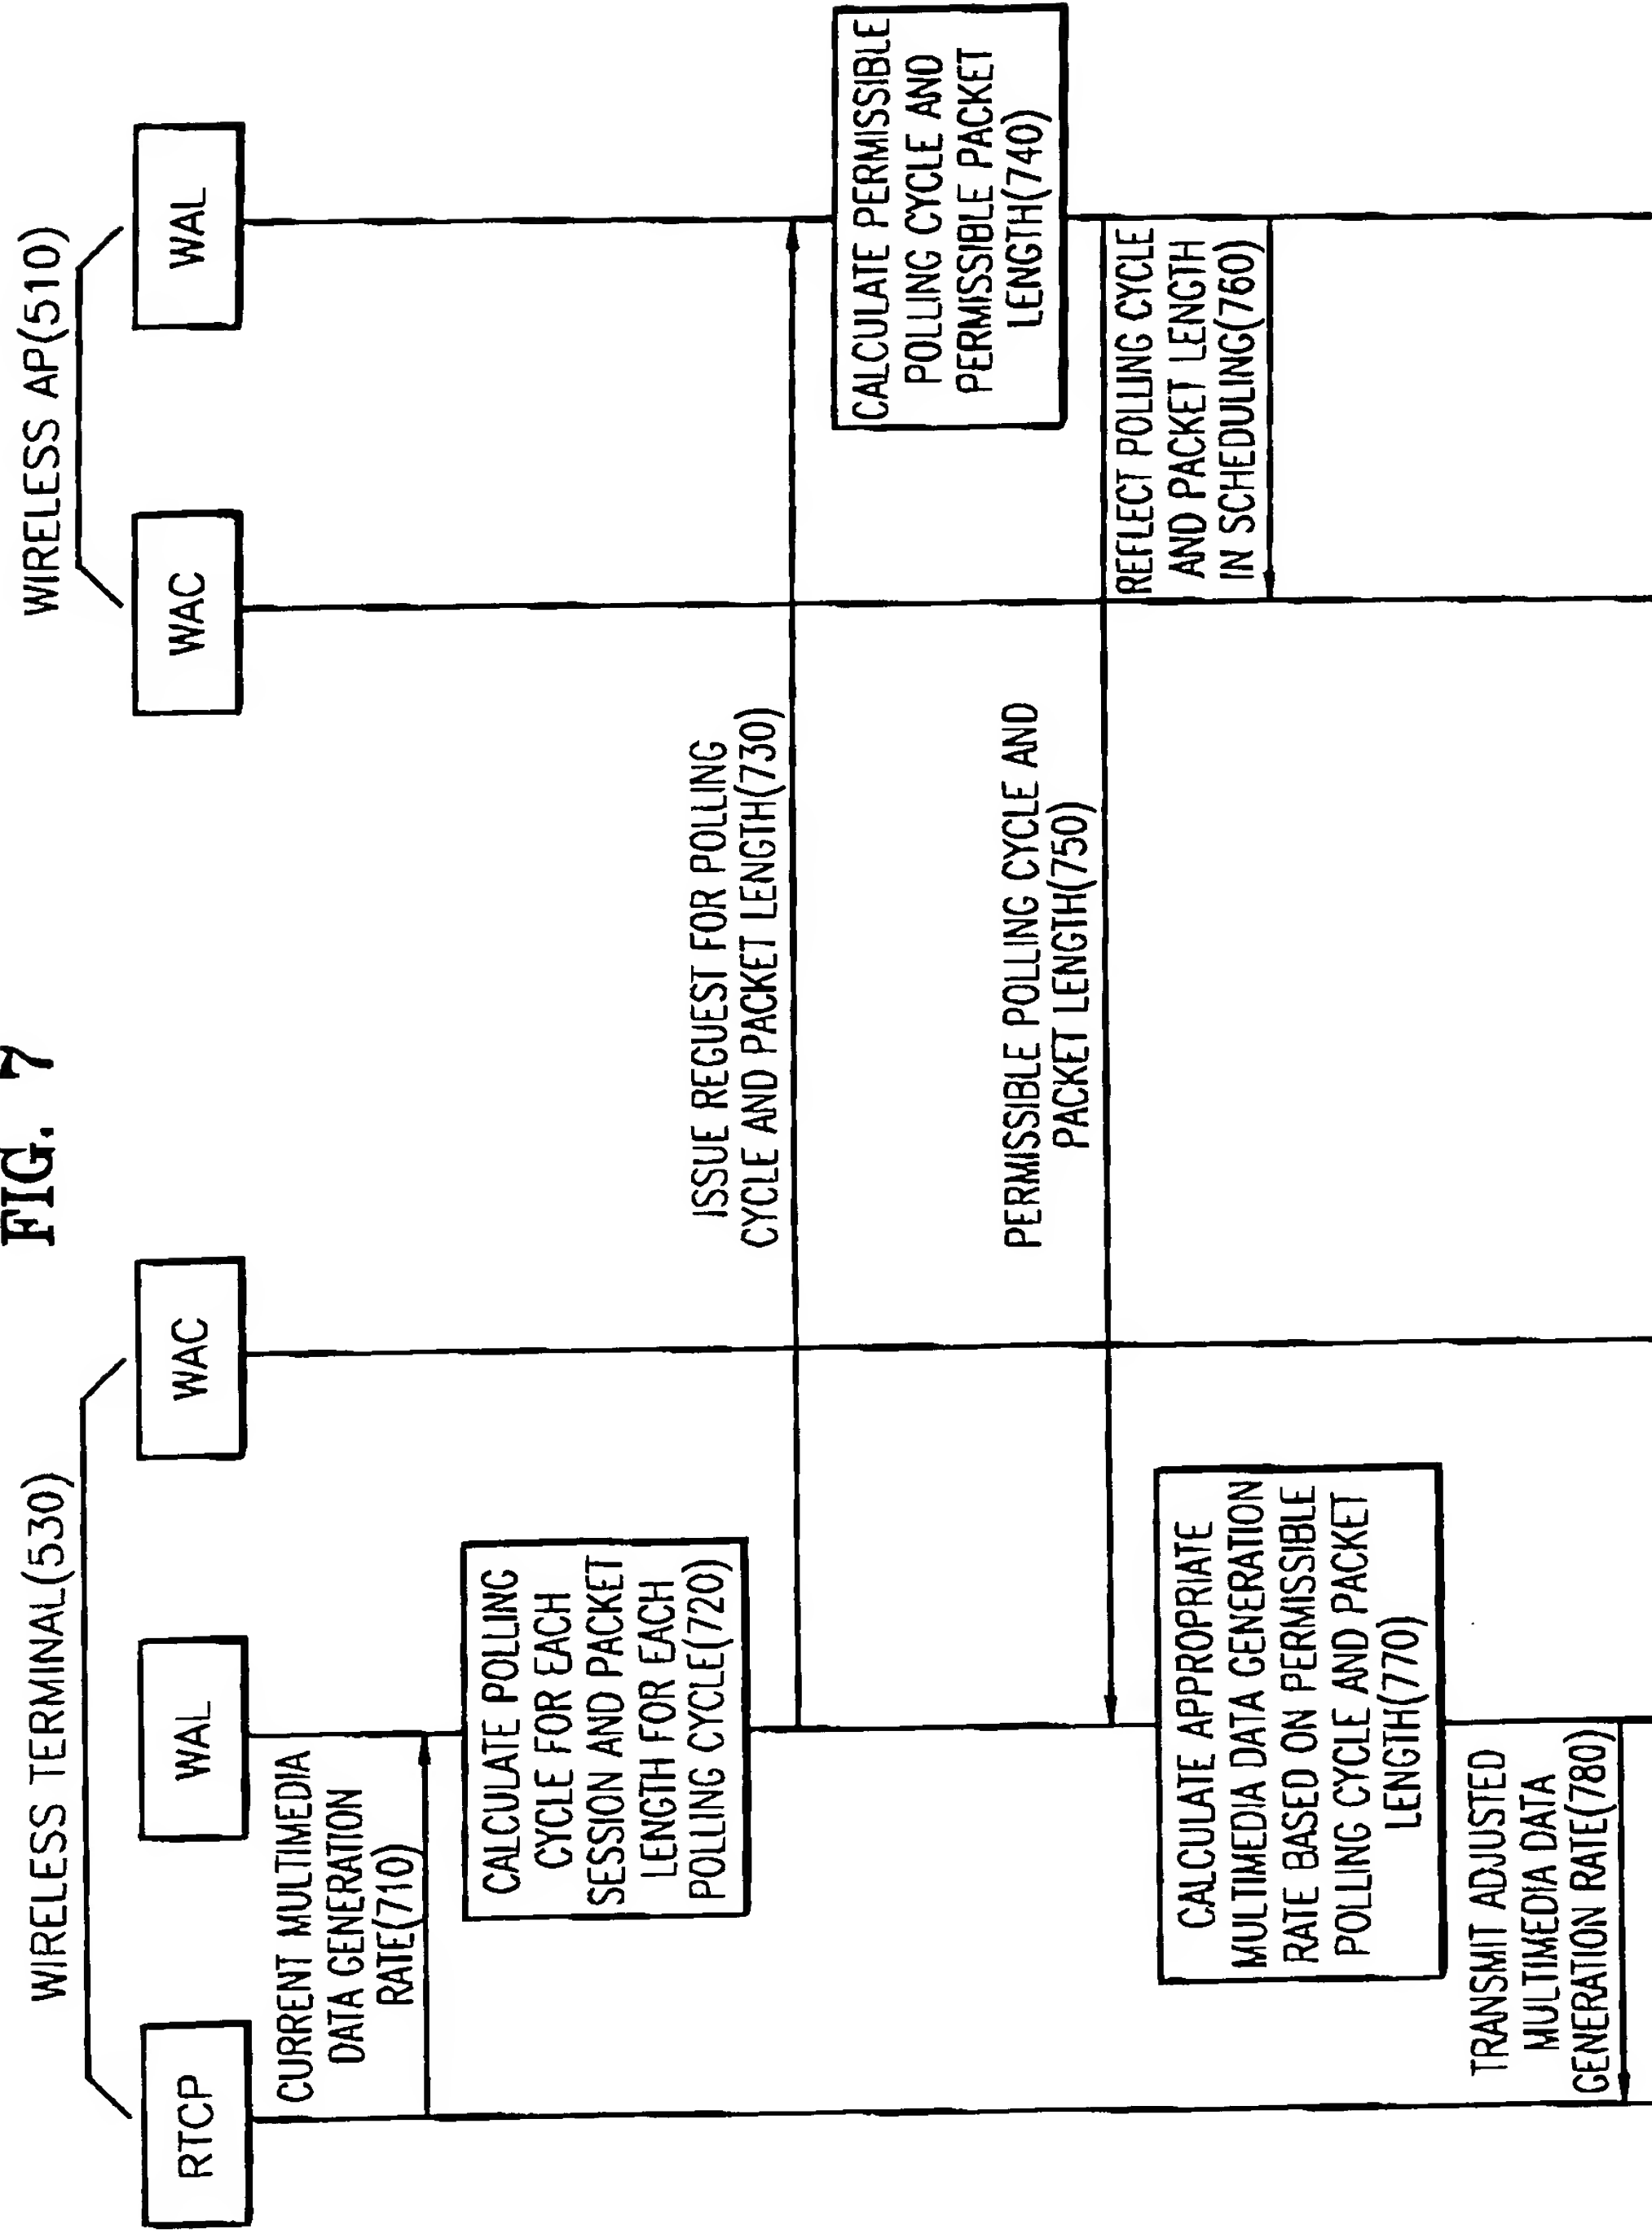 FIG. 7
WIRELESS TERMINAL(530)
WIRELESS AP(510)
RTCP
WAL
WAC
WAC
WAL
CURRENT MULTIMEDIA
DATA GENERATION
RATE(710)
CALCULATE POLLING
CYCLE FOR EACH
SESSION AND PACKET
LENGTH FOR EACH
POLLING CYCLE(720)
ISSUE REGUEST FOR POLLING
CYCLE AND PACKET LENGTH(730)
CALCULATE PERMISSIBLE
POLLING CYCLE AND
PERMISSIBLE PACKET
LENGTH(740)
PERMISSIBLE POLLING CYCLE AND
PACKET LENGTH(750)
REFLECT POLLING CYCLE
AND PACKET LENGTH
IN SCHEDULING(760)
CALCULATE APPROPRIATE
MULTIMEDIA DATA GENERATION
RATE BASED ON PERMISSIBLE
POLLING CYCLE AND PACKET
LENGTH(770)
TRANSMIT ADJUSTED
MULTIMEDIA DATA
GENERATION RATE(780)